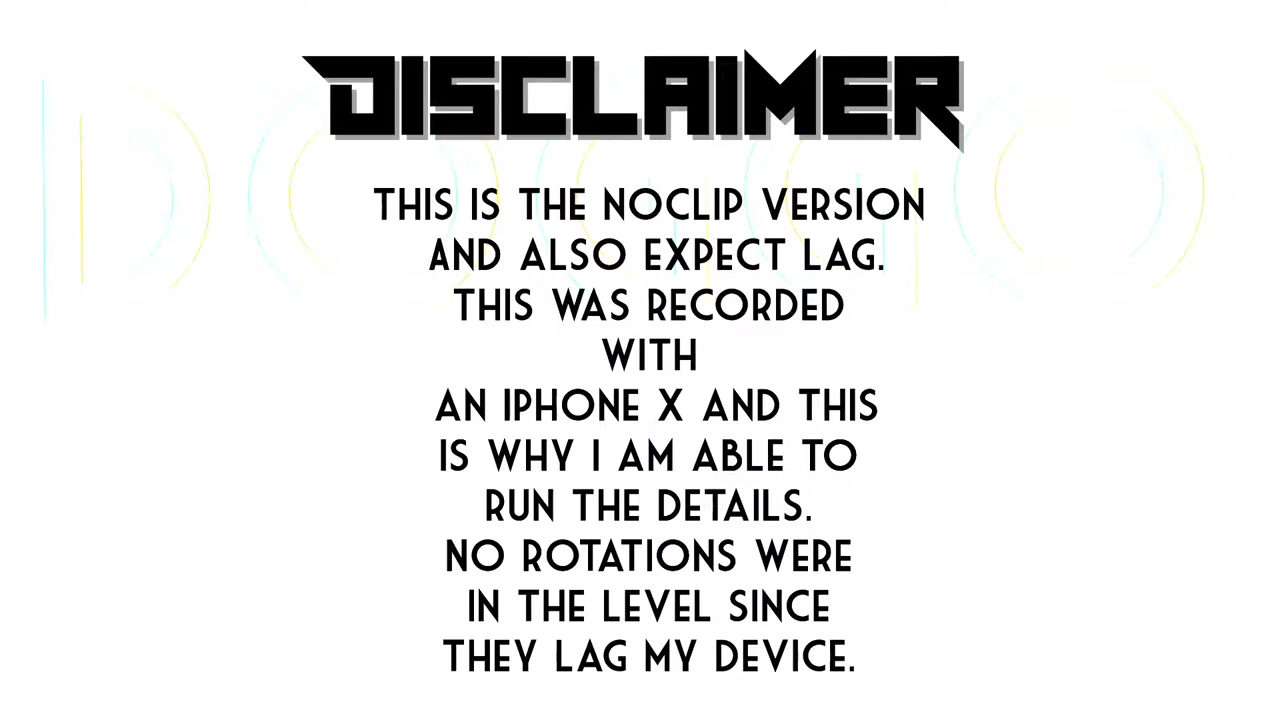 DISCLAIMER
THIS IS THE NOCLIP VERSION
AND ALSO EXPECT LAG.
THIS WAS RECORDED
WITH
AN IPHONE X AND THIS
IS WHY I AM ABLE TO
RUN THE DETAILS.
NO ROTATIONS WERE
IN THE LEVEL SINCE
THEY LAG MY DEVICE.